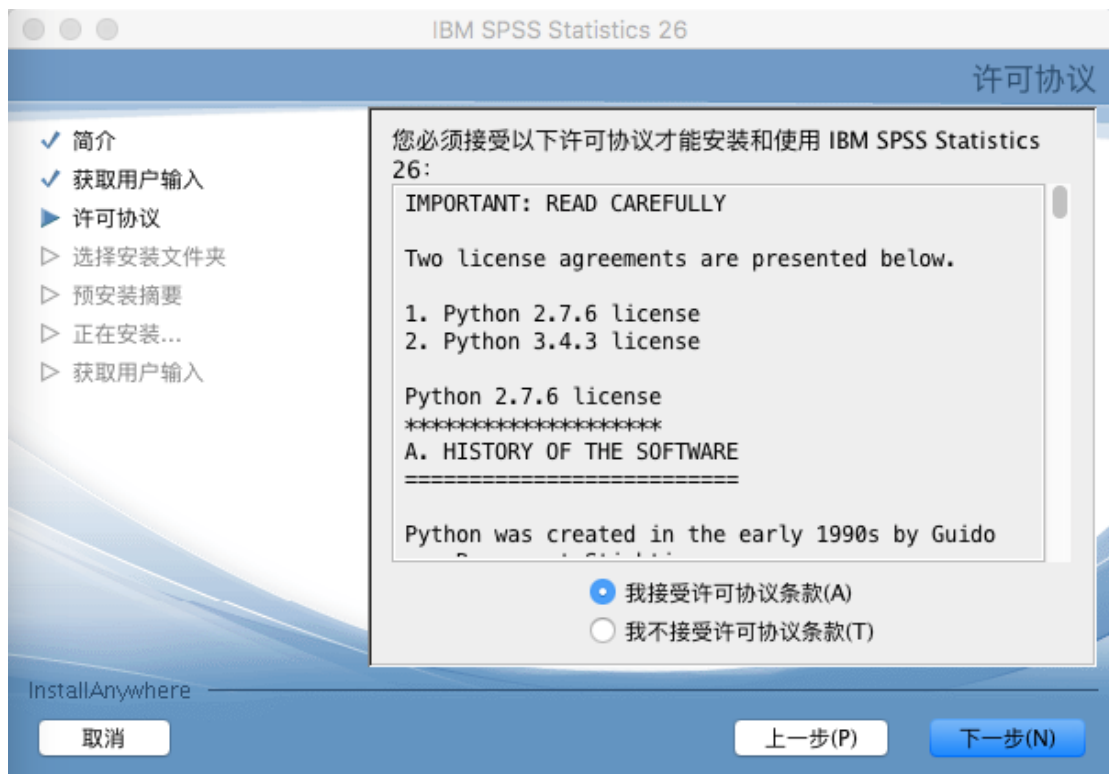 IBM SPSS Statistics 26
许可协议
简介
获取用户输入
许可协议
选择安装文件夹
预安装摘要
正在安装...
获取用户输入
您必须接受以下许可协议才能安装和使用 IBM SPSS Statistics
26:
IMPORTANT: READ CAREFULLY
Two license agreements are presented below.
1. Python 2.7.6 license
2. Python 3.4.3 license
Python 2.7.6 license
********************
A. HISTORY OF THE SOFTWARE
==========================
Python was created in the early 1990s by Guido
我接受许可协议条款(A)
我不接受许可协议条款(T)
InstallAnywhere
取消
上一步(P)
下一步(N)